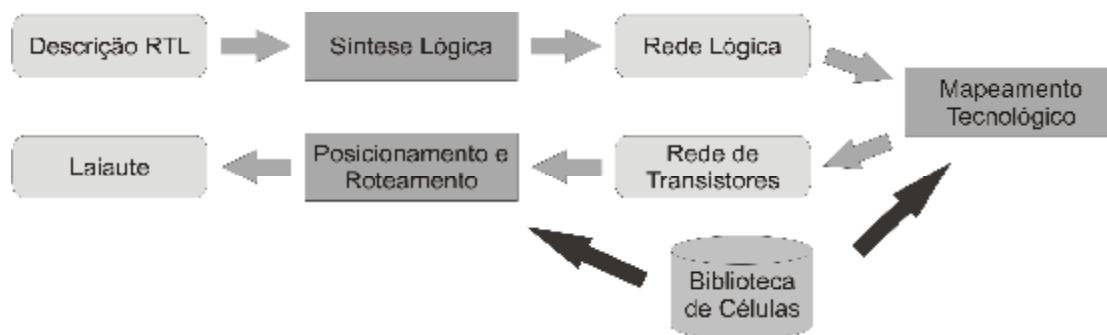 Descrição RTL
Síntese Lógica
Rede Lógica
Mapeamento
Tecnológico
Rede de
Transistores
Posicionamento e
Roteamento
Laiaute
Biblioteca
de Células